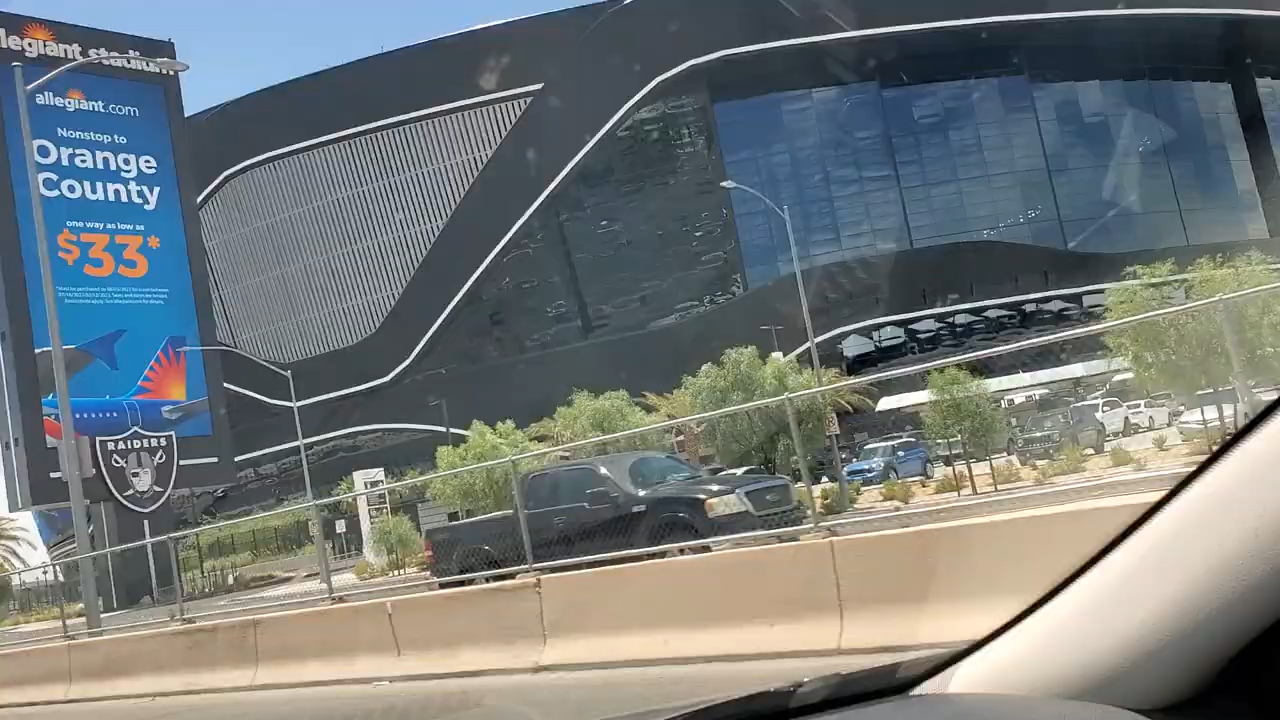 allegiant stadium
allegiant.com
Nonstop to
Orange
County
one way as low as
$33*
RAIDERS